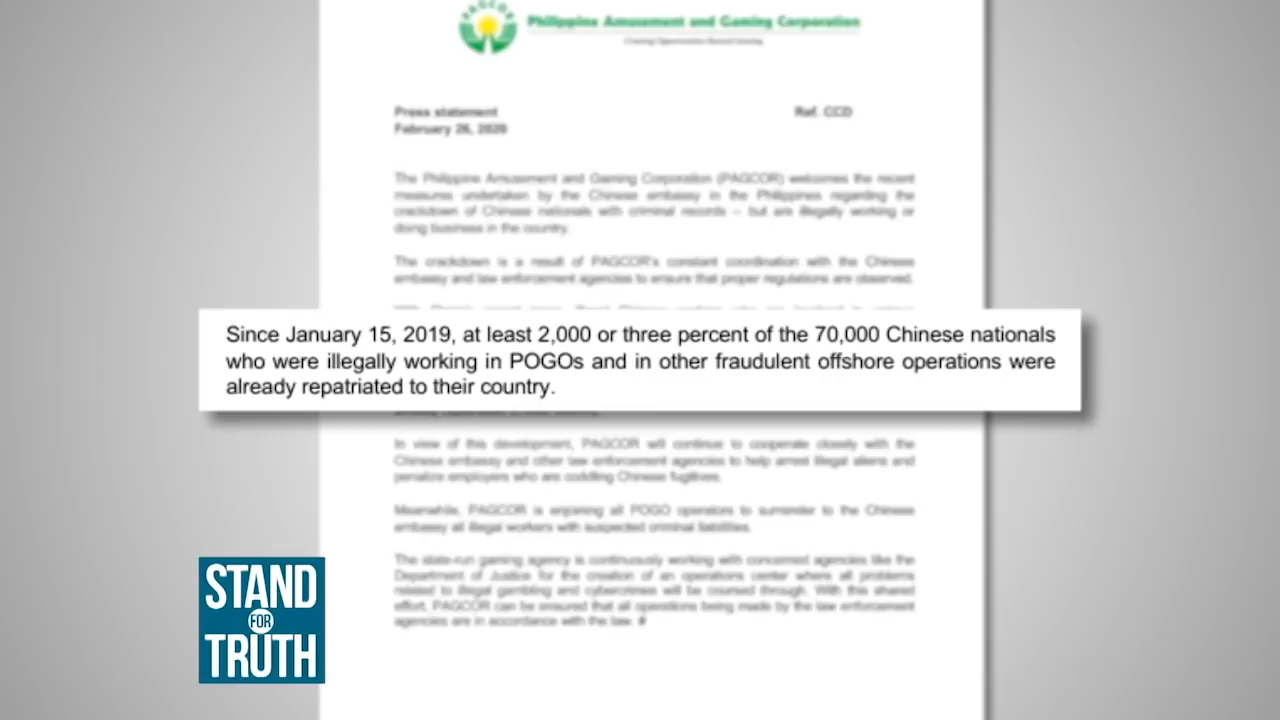 PAGCOR
Philippine Amusement and Gaming Corporation
Press statement
Ref. CCD
February 26, 2020
The Philippine Amusement and Gaming Corporation (PAGCOR) welcomes the recent
measures undertaken by the Chinese embassy in the Philippines regarding the
crackdown of Chinese nationals with criminal records – but are illegally working or
doing business in the country.
The crackdown is a result of PAGCOR's constant coordination with the Chinese
embassy and law enforcement agencies to ensure that proper regulations are observed.
Since January 15, 2019, at least 2,000 or three percent of the 70,000 Chinese nationals
who were illegally working in POGOs and in other fraudulent offshore operations were
already repatriated to their country.
In view of this development, PAGCOR will continue to cooperate closely with the
Chinese embassy and other law enforcement agencies to help arrest illegal aliens and
penalize employers who are coddling Chinese fugitives.
Meanwhile, PAGCOR is enjoining all POGO operators to surrender to the Chinese
embassy all illegal workers with suspected criminal liabilities.
The state-run gaming agency is continuously working with concerned agencies like the
Department of Justice for the creation of an operations center where all problems
related to illegal gambling and cybercrimes will be coursed through. With this shared
effort, PAGCOR can be ensured that all operations being made by the law enforcement
agencies are in accordance with the law. #
STAND
FOR
TRUTH